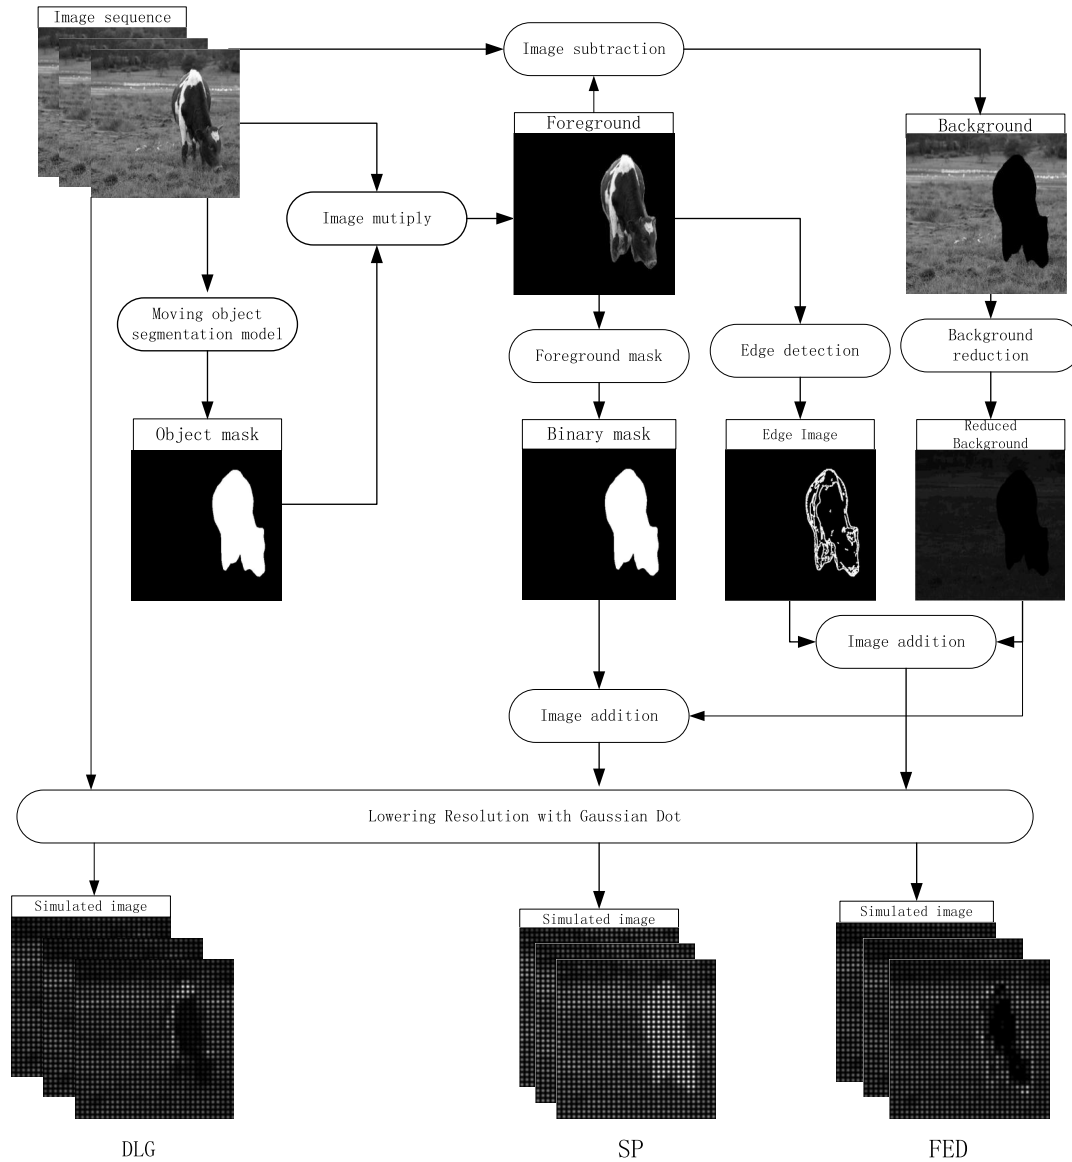 Image sequence
Image subtraction
Foreground
Background
Image mutiply
Moving object
segmentation model
Foreground mask
Edge detection
Background
reduction
Object mask
Binary mask
Edge Image
Reduced
Background
Image addition
Image addition
Lowering Resolution with Gaussian Dot
Simulated image
Simulated image
Simulated image
DLG
SP
FED